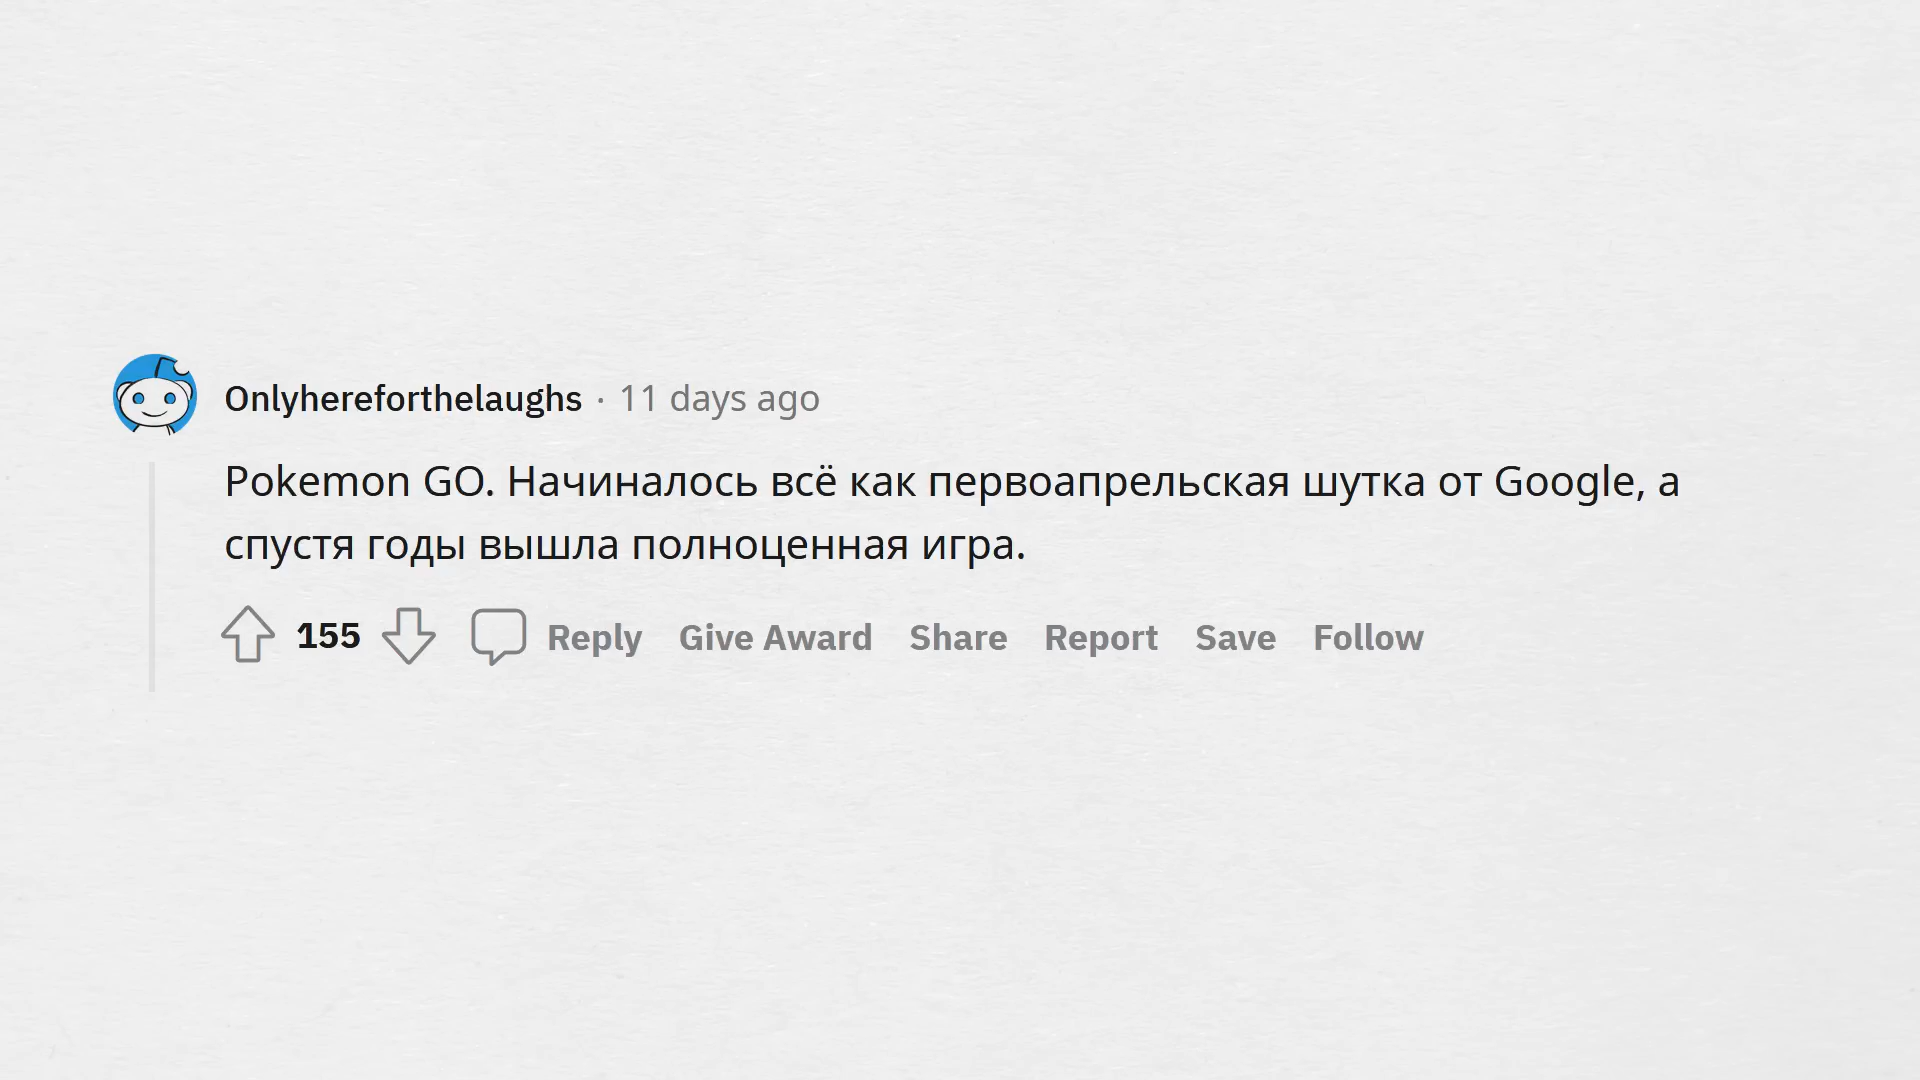 Onlyhereforthelaughs · 11 days ago
Pokemon GO. Начиналось всё как первоапрельская шутка от Google, а
спустя годы вышла полноценная игра.
155 Reply Give Award Share Report Save Follow